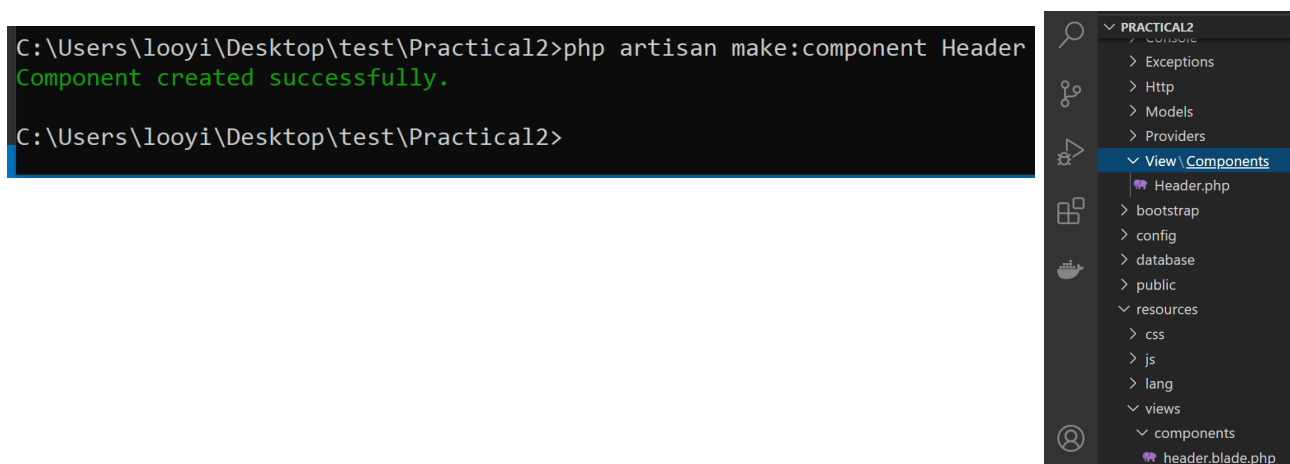 C:\Users\looyi\Desktop\test\Practical2>php artisan make:component Header
Component created successfully.
C:\Users\looyi\Desktop\test\Practical2>
PRACTICAL2
Console
Exceptions
Http
Models
Providers
View\Components
Header.php
bootstrap
config
database
public
resources
css
js
lang
views
components
header.blade.php